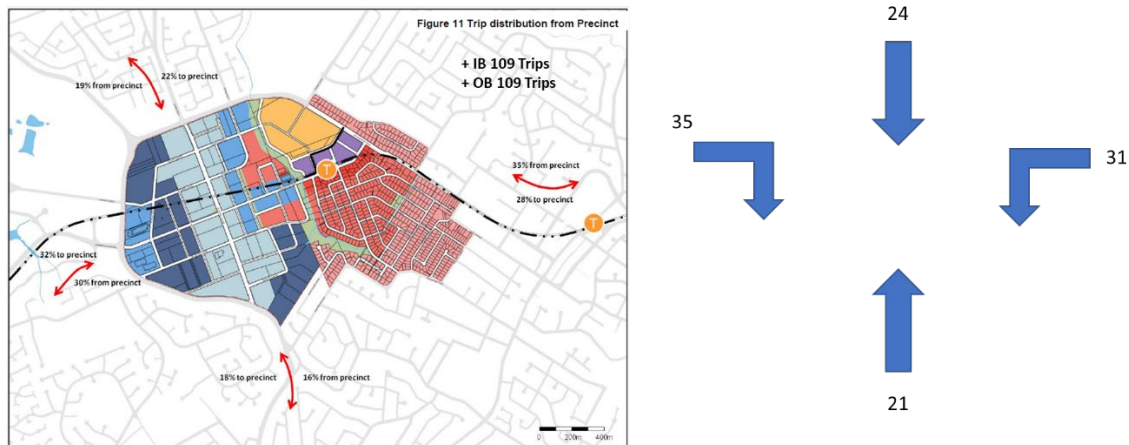 Figure 11 Trip distribution from Precinct
+ IB 109 Trips
+ OB 109 Trips
22% to precinct
19% from precinct
35% from precinct
28% to precinct
T
T
32% to precinct
30% from precinct
18% to precinct
16% from precinct
0 200m 400m
24
35
31
21